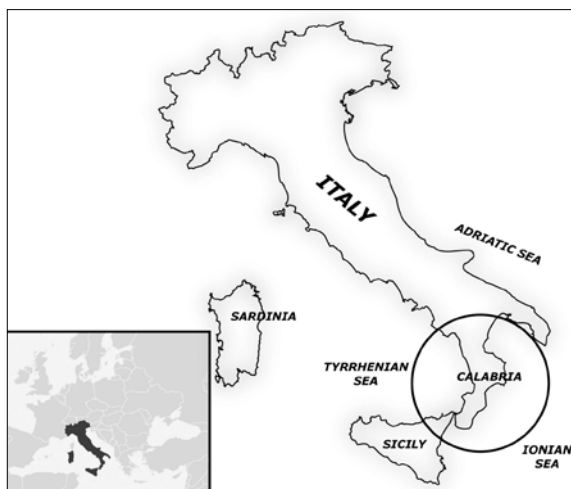 ITALY
ADRIATIC SEA
SARDINIA
TYRRHENIAN
SEA
CALABRIA
SICILY
IONIAN
SEA